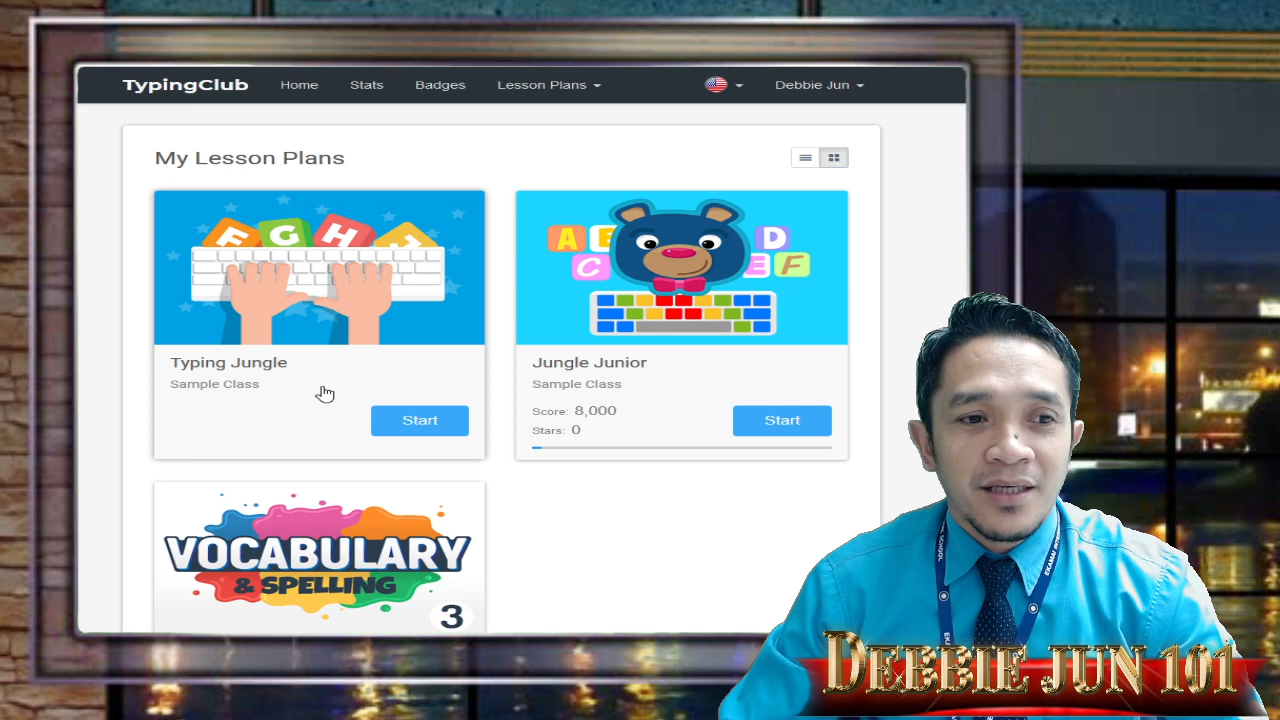 TypingClub Home Stats Badges Lesson Plans Debbie Jun
My Lesson Plans
F G H J
A B C D E F
Typing Jungle
Sample Class
Start
Jungle Junior
Sample Class
Score: 8,000
Stars: 0
Start
VOCABULARY
& SPELLING
3
SCHOOL
DEBBIE JUN 101